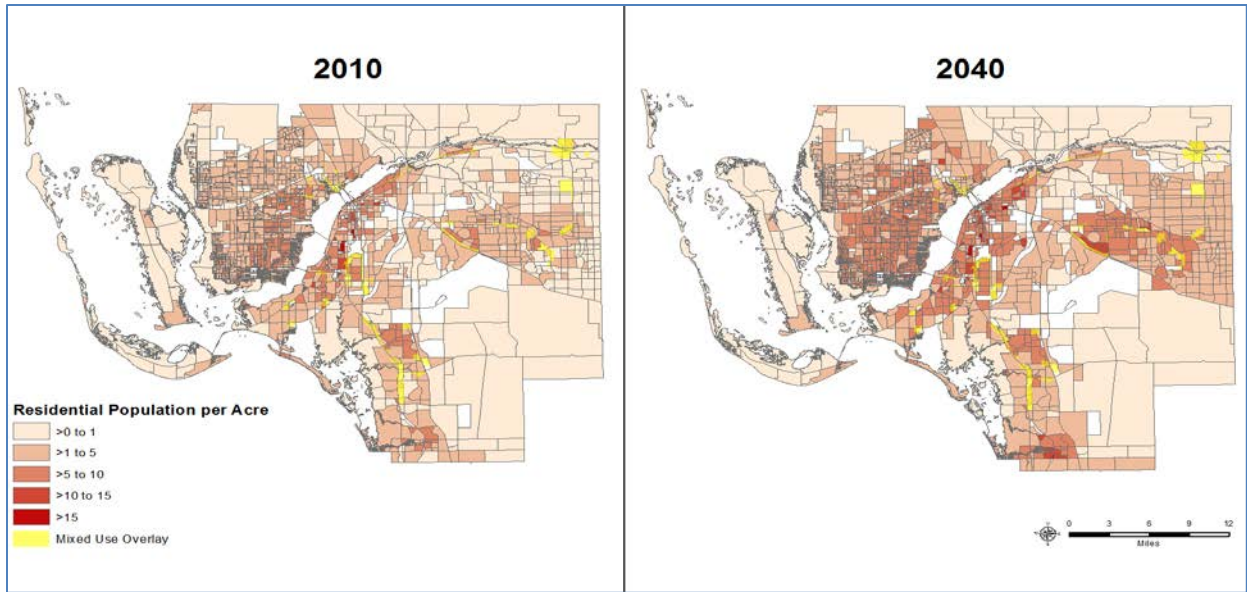 2010
2040
Residential Population per Acre
>0 to 1
>1 to 5
>5 to 10
>10 to 15
>15
Mixed Use Overlay
0 3 6 9 12
Miles